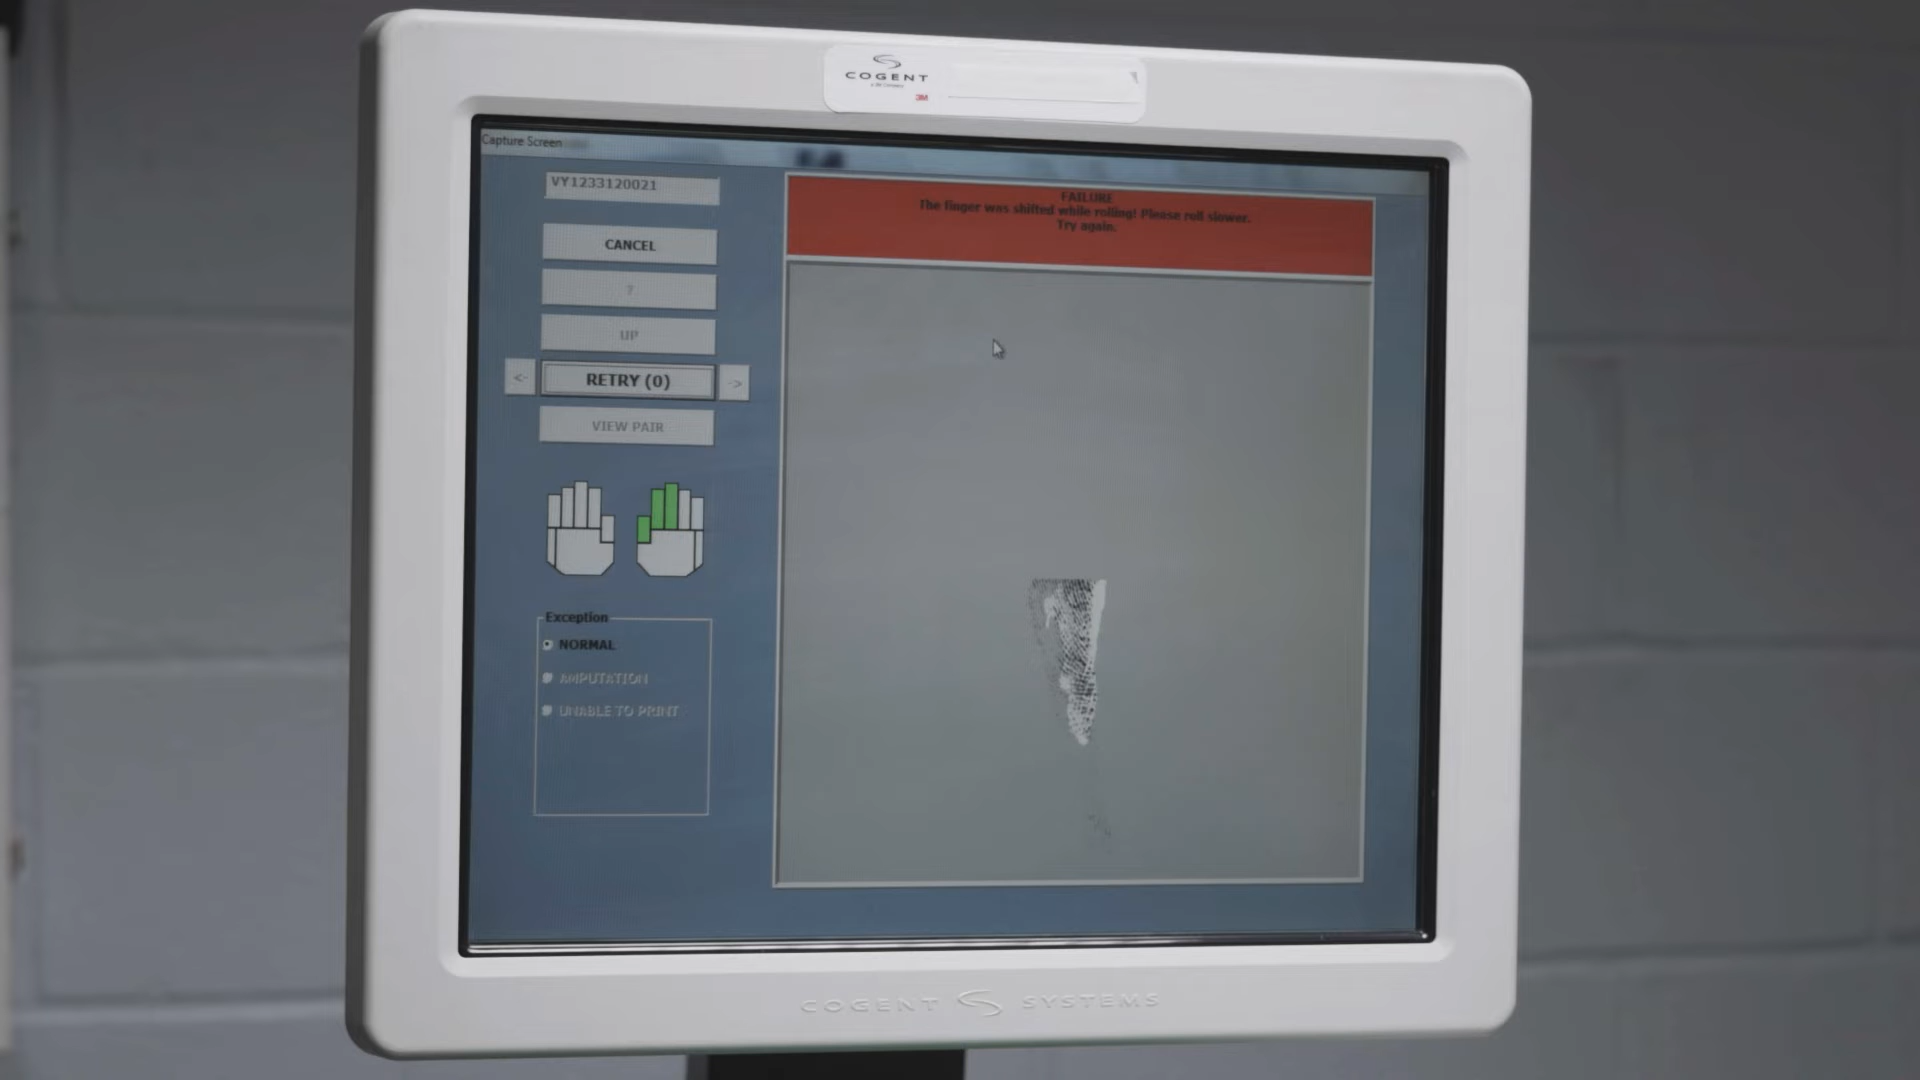 COGENT
3M
Capture Screen
VY1233120021
FAILURE
The finger was shifted while rolling! Please roll slower.
Try again.
CANCEL
?
UP
<-
RETRY (0)
->
VIEW PAIR
Exception
NORMAL
AMPUTATION
UNABLE TO PRINT
COGENT SYSTEMS